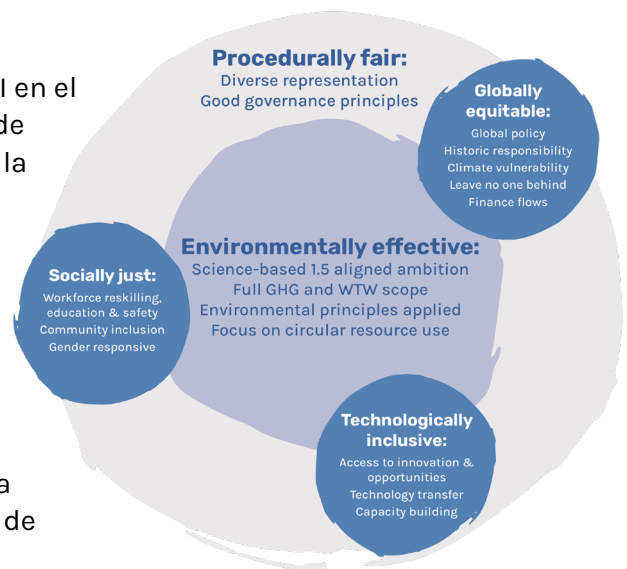 l en el
de
la
a
de
Procedurally fair:
Diverse representation
Good governance principles
Globally
equitable:
Global policy
Historic responsibility
Climate vulnerability
Leave no one behind
Finance flows
Environmentally effective:
Science-based 1.5 aligned ambition
Full GHG and WTW scope
Environmental principles applied
Focus on circular resource use
Socially just:
Workforce reskilling,
education & safety
Community inclusion
Gender responsive
Technologically
inclusive:
Access to innovation &
opportunities
Technology transfer
Capacity building